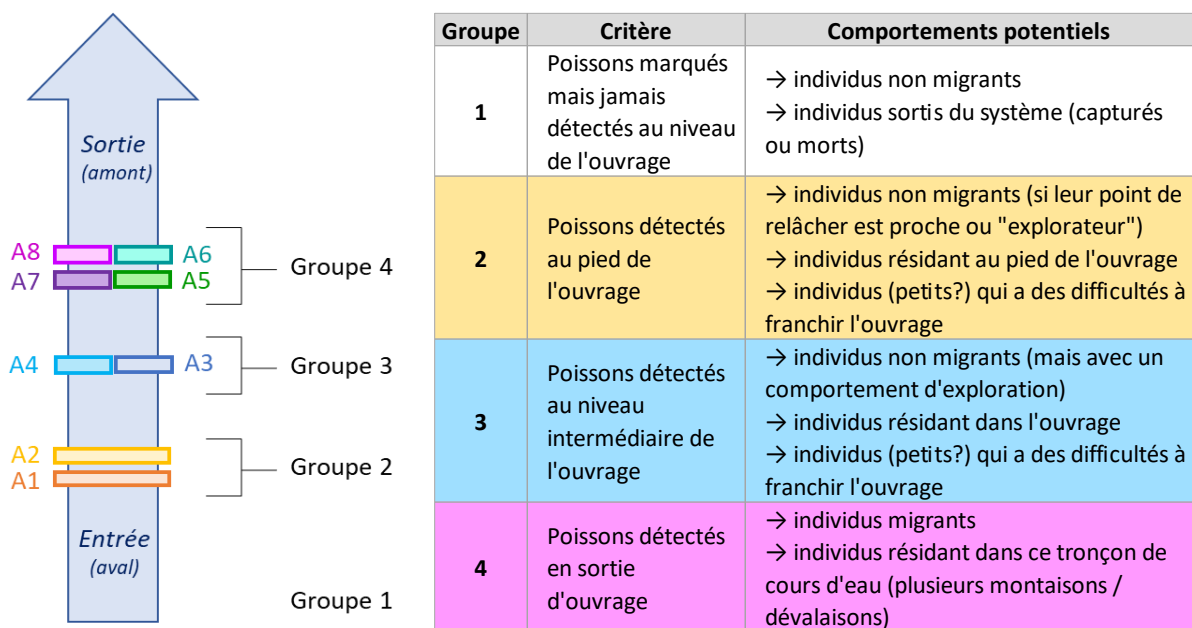 Sortie
(amont)
A8
A6
A7
A5
Groupe 4
A4
A3
Groupe 3
A2
A1
Groupe 2
Entrée
(aval)
Groupe 1
Groupe
Critère
Comportements potentiels
1
Poissons marqués
mais jamais
détectés au niveau
de l'ouvrage
→ individus non migrants
→ individus sortis du système (capturés
ou morts)
2
Poissons détectés
au pied de
l'ouvrage
→ individus non migrants (si leur point de
relâcher est proche ou "explorateur")
→ individus résidant au pied de l'ouvrage
→ individus (petits?) qui a des difficultés à
franchir l'ouvrage
3
Poissons détectés
au niveau
intermédiaire de
l'ouvrage
→ individus non migrants (mais avec un
comportement d'exploration)
→ individus résidant dans l'ouvrage
→ individus (petits?) qui a des difficultés à
franchir l'ouvrage
4
Poissons détectés
en sortie
d'ouvrage
→ individus migrants
→ individus résidant dans ce tronçon de
cours d'eau (plusieurs montaisons /
dévalaisons)